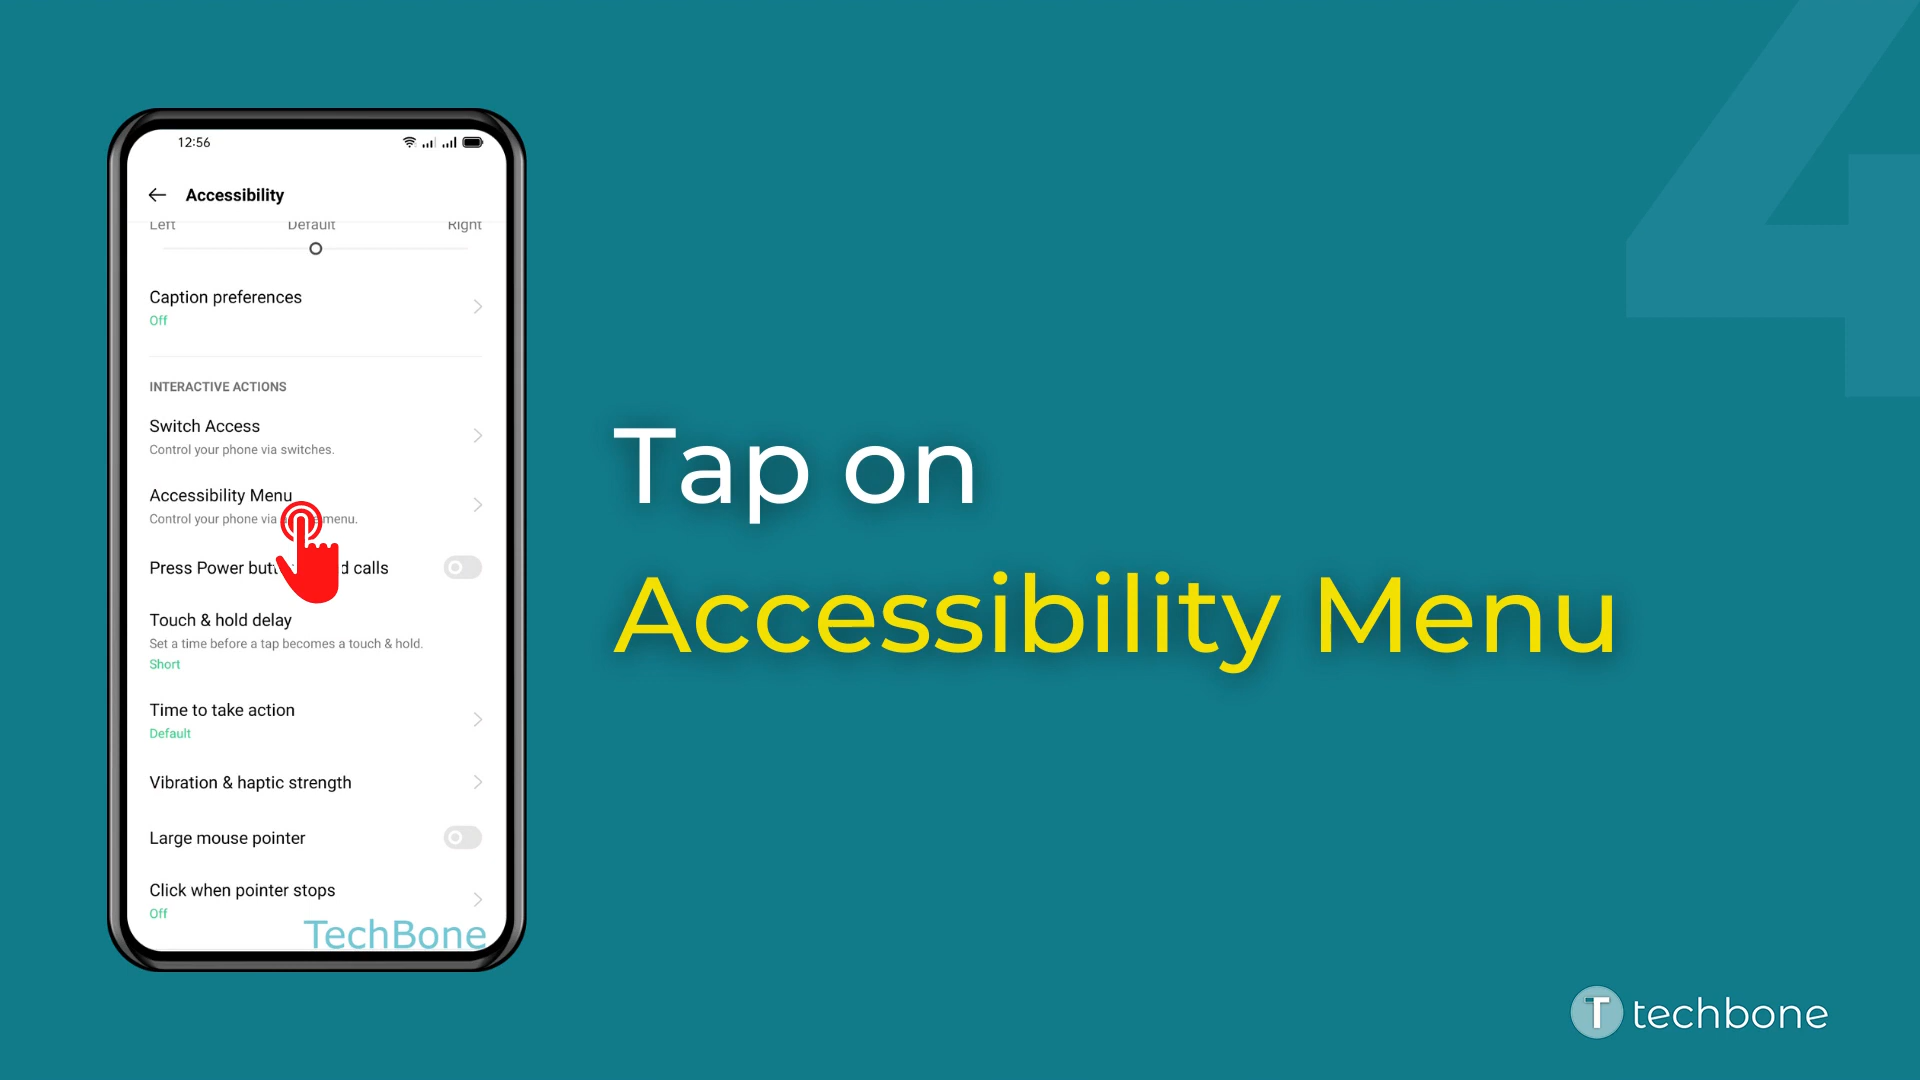 4
12:56
Accessibility
Left Default Right
Caption preferences
Off
INTERACTIVE ACTIONS
Switch Access
Control your phone via switches.
Accessibility Menu
Control your phone via menu.
Press Power calls
Touch & hold delay
Set a time before a tap becomes a touch & hold.
Short
Time to take action
Default
Vibration & haptic strength
Large mouse pointer
Click when pointer stops
Off
TechBone
Tap on
Accessibility Menu
T techbone